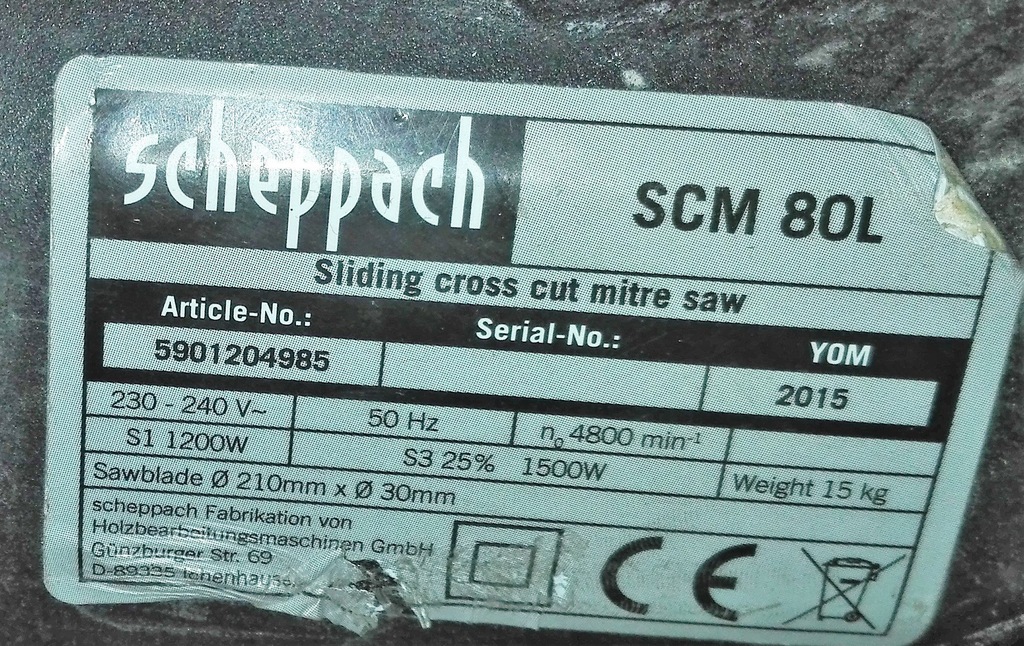 scheppach
SCM 80L
Sliding cross cut mitre saw
Article-No.: Serial-No.: YOM
5901204985 2015
230 - 240 V~ 50 Hz n₀ 4800 min⁻¹
S1 1200W S3 25% 1500W
Sawblade Ø 210mm x Ø 30mm Weight 15 kg
scheppach Fabrikation von
Holzbearbeitungsmaschinen GmbH
Günzburger Str. 69
D-89335 Ichenhausen
CE